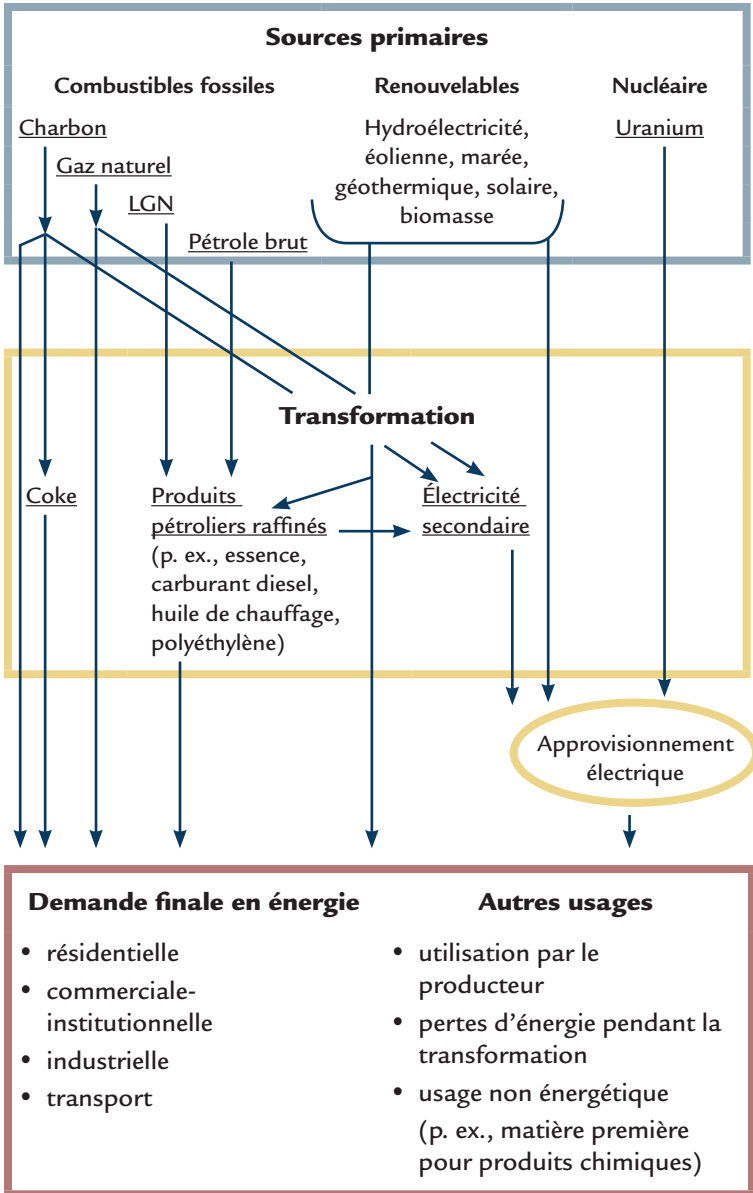 Sources primaires
Combustibles fossiles
Renouvelables
Nucléaire
Charbon
Gaz naturel
LGN
Pétrole brut
Hydroélectricité,
éolienne, marée,
géothermique, solaire,
biomasse
Uranium
Transformation
Coke
Produits
pétroliers raffinés
(p. ex., essence,
carburant diesel,
huile de chauffage,
polyéthylène)
Électricité
secondaire
Approvisionnement
électrique
Demande finale en énergie
• résidentielle
• commerciale-
institutionnelle
• industrielle
• transport
Autres usages
• utilisation par le
producteur
• pertes d'énergie pendant la
transformation
• usage non énergétique
(p. ex., matière première
pour produits chimiques)